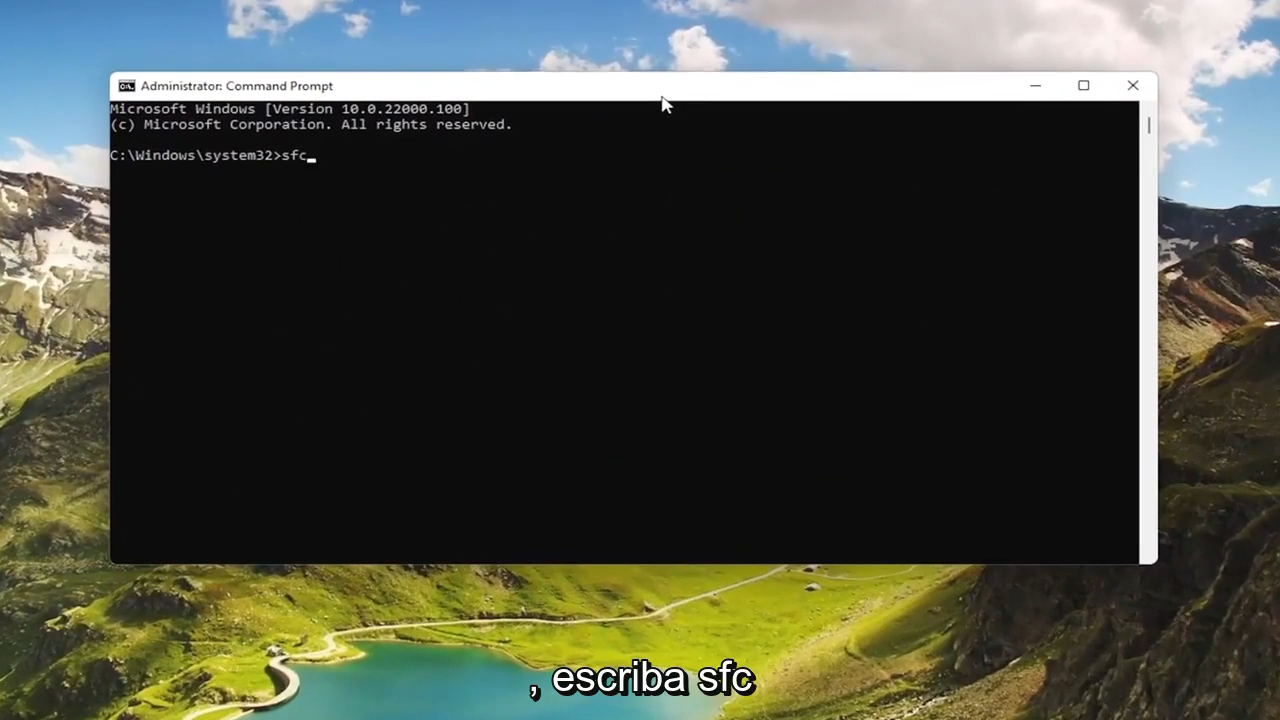 Administrator: Command Prompt
Microsoft Windows [Version 10.0.22000.100]
(c) Microsoft Corporation. All rights reserved.
C:\Windows\system32>sfc
, escriba sfc